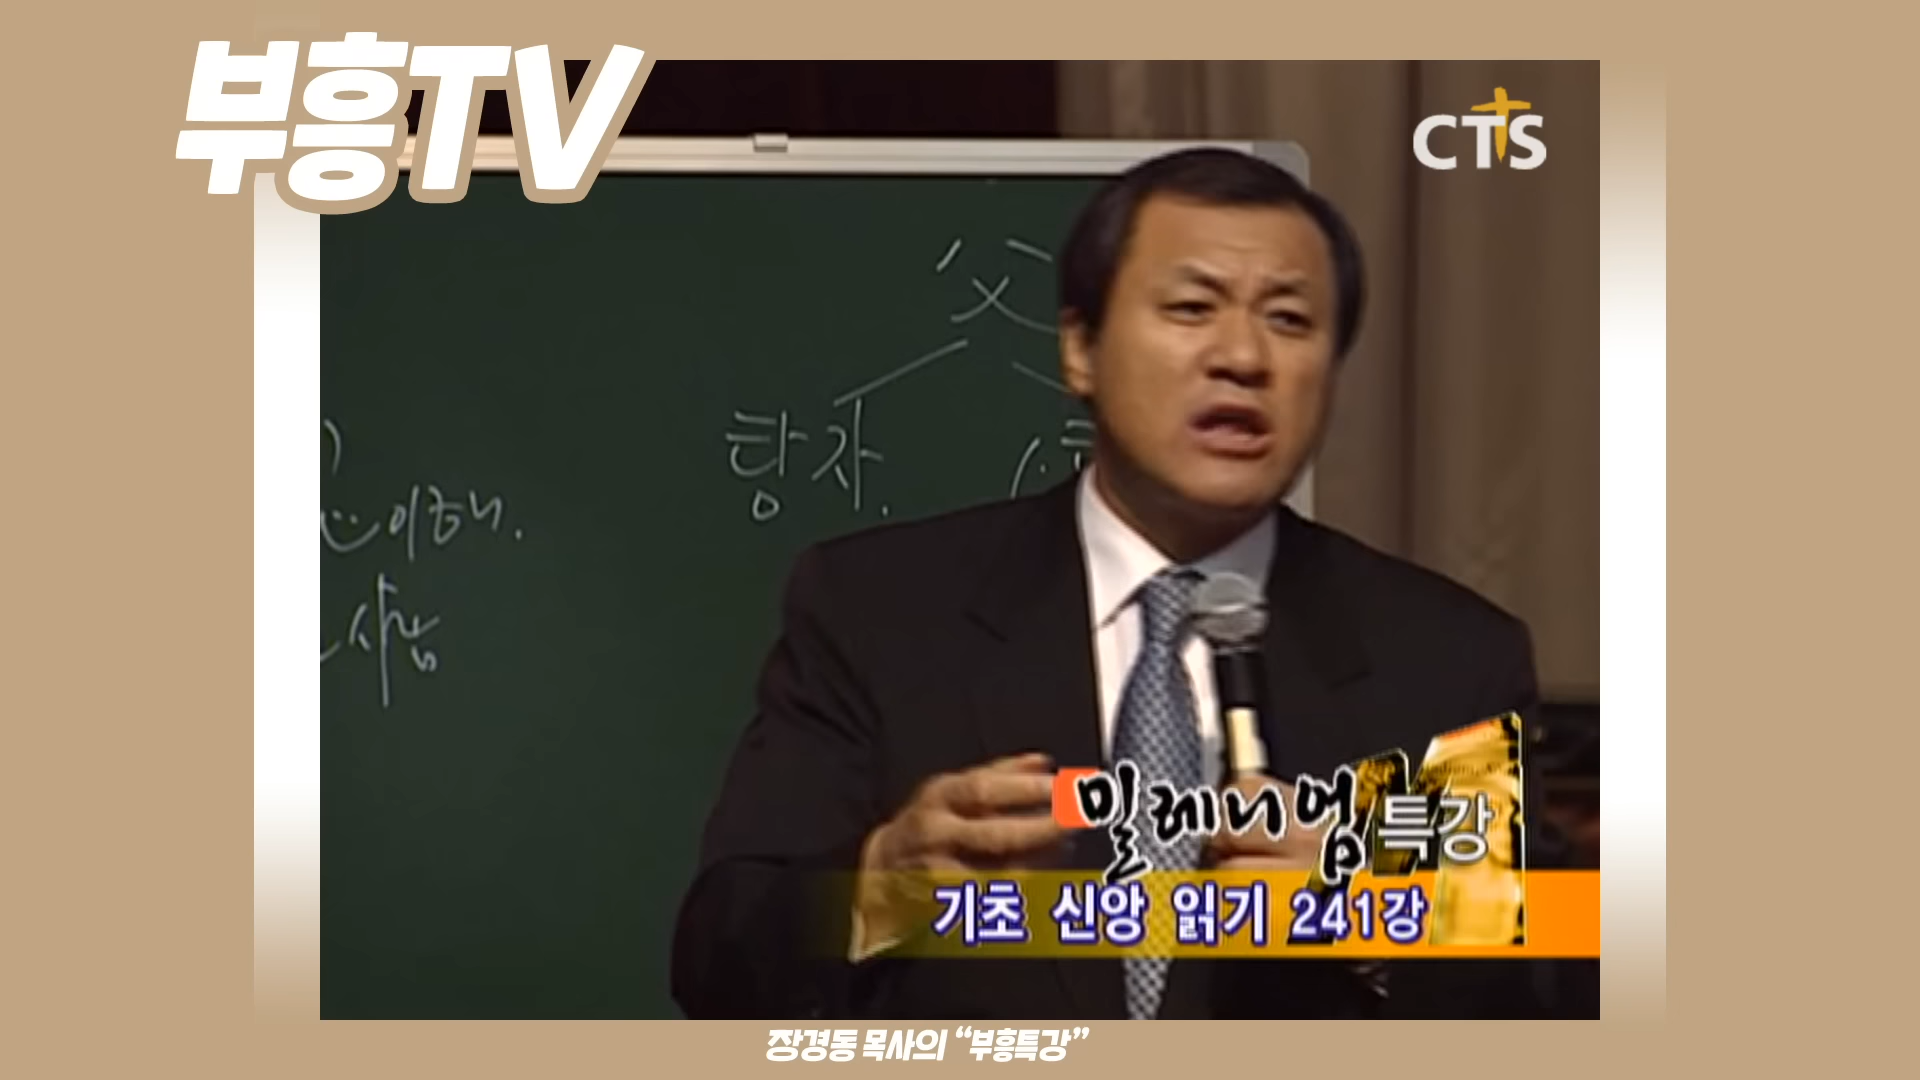 부흥TV
CTS
父
탕자.
사람
밀레니엄 특강
기초 신앙 읽기 241강
장경동 목사의 “부흥특강”